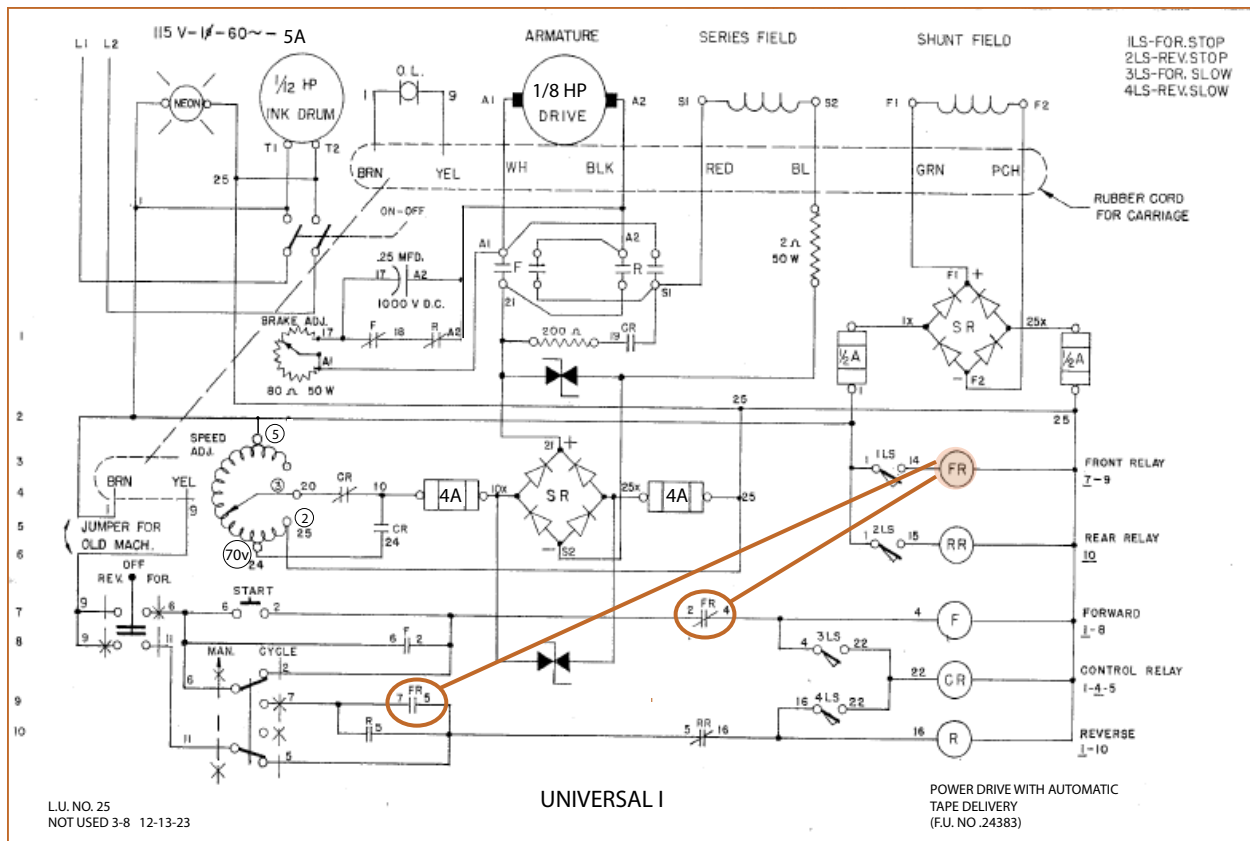 115 V-1ø-60~- 5A
L1 L2
ARMATURE
SERIES FIELD
SHUNT FIELD
1LS-FOR.STOP
2LS-REV.STOP
3LS-FOR. SLOW
4LS-REV.SLOW
NEON
1/12 HP
INK DRUM
T1 T2
O.L.
1 9
A1 A2
1/8 HP
DRIVE
S1 S2
F1 F2
BRN YEL
WH BLK
RED BL
GRN PCH
RUBBER CORD
FOR CARRIAGE
25
1
ON-OFF
.25 MFD.
17 A2
1000 V D.C.
A1 F R A2
21 S1
2 Ω
50 W
F1 +
SR
- F2
1X 25X
1/2A 1/2A
1 25
BRAKE ADJ.
17 F 18 R A2
A1
80 Ω 50 W
200 Ω
19 CR
1
2
3
4
5
6
7
8
9
10
25
SPEED
ADJ.
5
3 20
2
25
70v
24
CR 10
CR
24
4A 10X
21 +
SR
- S2
25X 4A 25
BRN YEL
1 9
JUMPER FOR
OLD MACH.
1 1LS 14 FR
FRONT RELAY
7-9
1 2LS 15 RR
REAR RELAY
10
OFF
REV. FOR.
9 6
9 11
START
6 2
6 F 2
2 FR 4
4 F
FORWARD
1-8
4 3LS 22
22 CR
CONTROL RELAY
1-4-5
16 4LS 22
MAN. CYCLE
6 2
7
7 FR 5
R 5
11 5
5 RR 16
16 R
REVERSE
1-10
L.U. NO. 25
NOT USED 3-8 12-13-23
UNIVERSAL I
POWER DRIVE WITH AUTOMATIC
TAPE DELIVERY
(F.U. NO .24383)